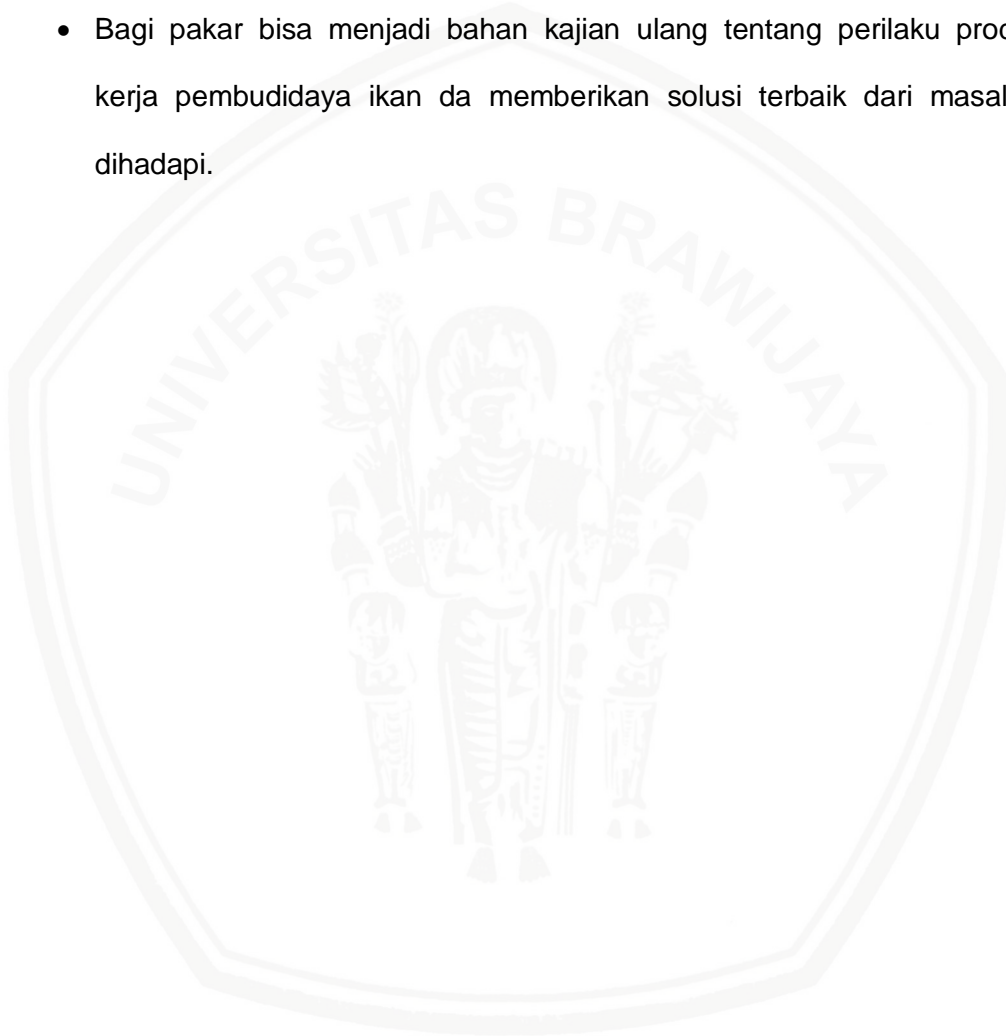 • Bagi pakar bisa menjadi bahan kajian ulang tentang perilaku
kerja pembudidaya ikan da memberikan solusi terbaik dari
dihadapi.
UNIVERSITAS BRAWIJAYA